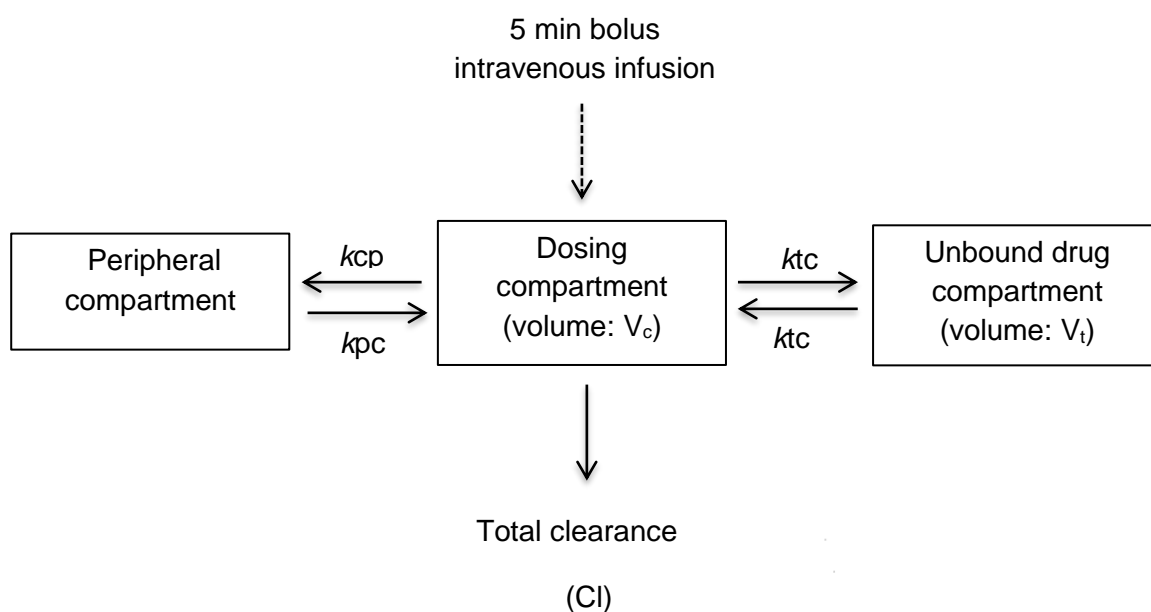 5 min bolus
intravenous infusion
Peripheral
compartment
kcp
kpc
Dosing
compartment
(volume: Vc)
ktc
ktc
Unbound drug
compartment
(volume: Vt)
Total clearance
(Cl)